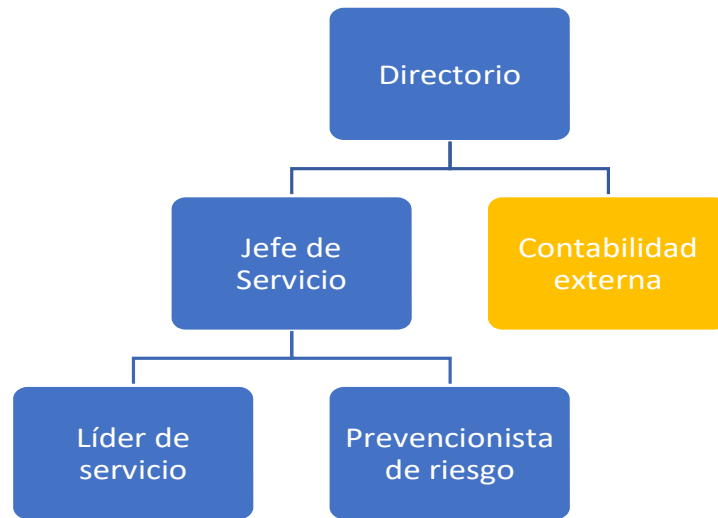 Directorio
Jefe de
Servicio
Contabilidad
externa
Líder de
servicio
Prevencionista
de riesgo